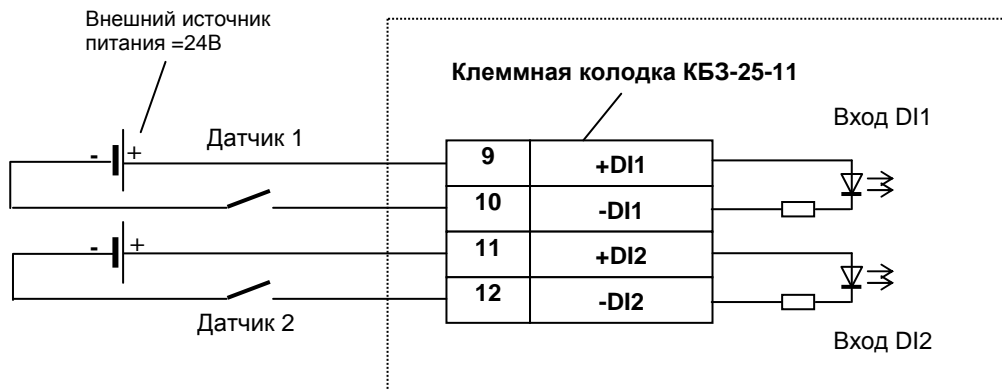 Внешний источник
питания =24В
Клеммная колодка КБЗ-25-11
Вход DI1
Датчик 1
- +
9 +DI1
10 -DI1
- +
11 +DI2
12 -DI2
Датчик 2
Вход DI2